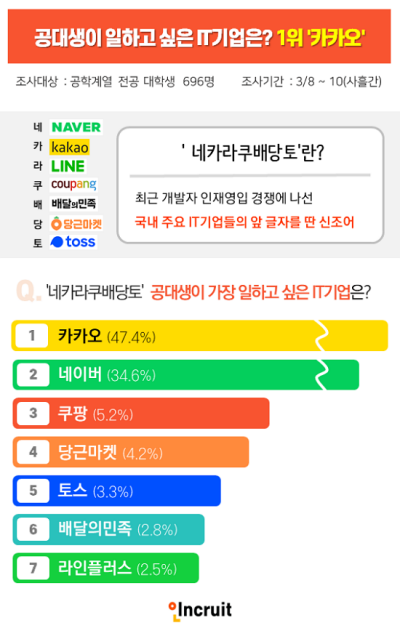 공대생이 일하고 싶은 IT기업은? 1위 '카카오'
조사대상 : 공학계열 전공 대학생 696명 조사기간 : 3/8 ~ 10(사흘간)
네 NAVER
카 kakao
라 LINE
쿠 coupang
배 배달의민족
당 당근마켓
토 toss
' 네카라쿠배당토'란?
최근 개발자 인재영입 경쟁에 나선
국내 주요 IT기업들의 앞 글자를 딴 신조어
Q. '네카라쿠배당토' 공대생이 가장 일하고 싶은 IT기업은?
1 카카오 (47.4%)
2 네이버 (34.6%)
3 쿠팡 (5.2%)
4 당근마켓 (4.2%)
5 토스 (3.3%)
6 배달의민족 (2.8%)
7 라인플러스 (2.5%)
Incruit